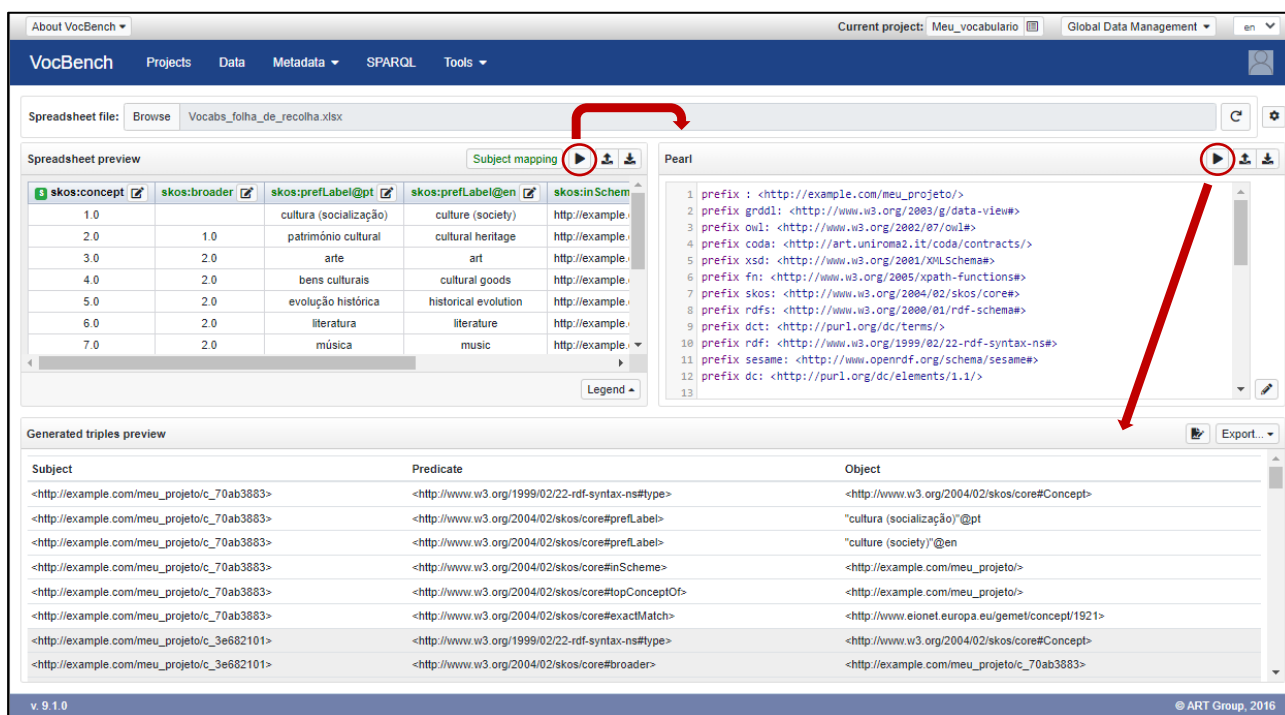 About VocBench
Current project: Meu_vocabulario
Global Data Management
en
VocBench Projects Data Metadata SPARQL Tools
Spreadsheet file: Browse Vocabs_folha_de_recolha.xlsx
Spreadsheet preview
Subject mapping
s skos:concept skos:broader skos:prefLabel@pt skos:prefLabel@en skos:inSchem
1.0 cultura (socialização) culture (society) http://example.
2.0 1.0 património cultural cultural heritage http://example.
3.0 2.0 arte art http://example.
4.0 2.0 bens culturais cultural goods http://example.
5.0 2.0 evolução histórica historical evolution http://example.
6.0 2.0 literatura literature http://example.
7.0 2.0 música music http://example.
Legend
Pearl
1 prefix : <http://example.com/meu_projeto/>
2 prefix grddl: <http://www.w3.org/2003/g/data-view#>
3 prefix owl: <http://www.w3.org/2002/07/owl#>
4 prefix coda: <http://art.uniroma2.it/coda/contracts/>
5 prefix xsd: <http://www.w3.org/2001/XMLSchema#>
6 prefix fn: <http://www.w3.org/2005/xpath-functions#>
7 prefix skos: <http://www.w3.org/2004/02/skos/core#>
8 prefix rdfs: <http://www.w3.org/2000/01/rdf-schema#>
9 prefix dct: <http://purl.org/dc/terms/>
10 prefix rdf: <http://www.w3.org/1999/02/22-rdf-syntax-ns#>
11 prefix sesame: <http://www.openrdf.org/schema/sesame#>
12 prefix dc: <http://purl.org/dc/elements/1.1/>
13
Generated triples preview
Export...
Subject Predicate Object
<http://example.com/meu_projeto/c_70ab3883> <http://www.w3.org/1999/02/22-rdf-syntax-ns#type> <http://www.w3.org/2004/02/skos/core#Concept>
<http://example.com/meu_projeto/c_70ab3883> <http://www.w3.org/2004/02/skos/core#prefLabel> "cultura (socialização)"@pt
<http://example.com/meu_projeto/c_70ab3883> <http://www.w3.org/2004/02/skos/core#prefLabel> "culture (society)"@en
<http://example.com/meu_projeto/c_70ab3883> <http://www.w3.org/2004/02/skos/core#inScheme> <http://example.com/meu_projeto/>
<http://example.com/meu_projeto/c_70ab3883> <http://www.w3.org/2004/02/skos/core#topConceptOf> <http://example.com/meu_projeto/>
<http://example.com/meu_projeto/c_70ab3883> <http://www.w3.org/2004/02/skos/core#exactMatch> <http://www.eionet.europa.eu/gemet/concept/1921>
<http://example.com/meu_projeto/c_3e682101> <http://www.w3.org/1999/02/22-rdf-syntax-ns#type> <http://www.w3.org/2004/02/skos/core#Concept>
<http://example.com/meu_projeto/c_3e682101> <http://www.w3.org/2004/02/skos/core#broader> <http://example.com/meu_projeto/c_70ab3883>
v. 9.1.0
© ART Group, 2016